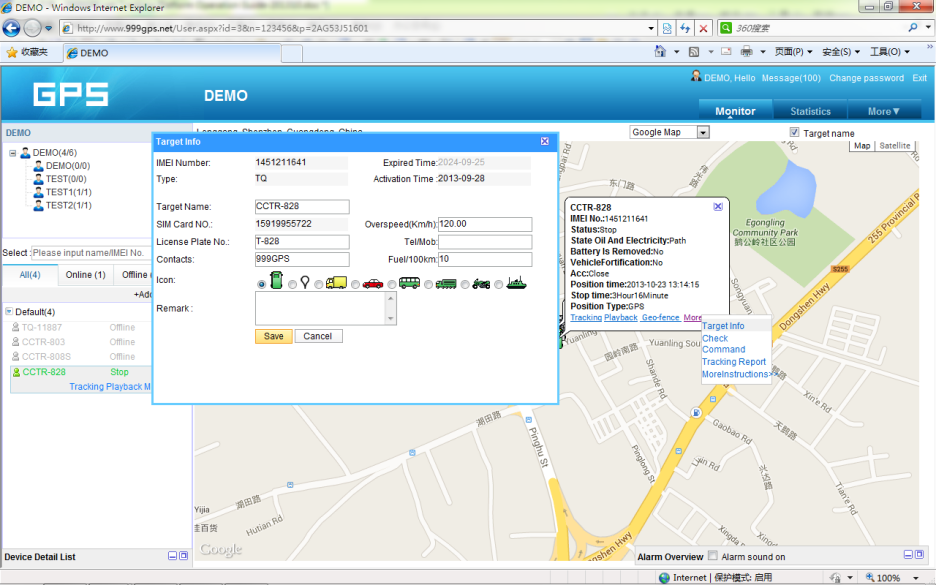 DEMO - Windows Internet Explorer
http://www.999gps.net/User.aspx?id=3&n=123456&p=2AG53J51601
360搜索
收藏夹
DEMO
页面(P)
安全(S)
工具(O)
GPS
DEMO
DEMO, Hello Message(100) Change password Exit
Monitor Statistics More▼
DEMO
DEMO(4/6)
DEMO(0/0)
TEST(0/0)
TEST1(1/1)
TEST2(1/1)
Select: Please input name/IMEI No.
All(4) Online (1) Offline
+Add
Default(4)
TQ-11887 Offline
CCTR-803 Offline
CCTR-808S Offline
CCTR-828 Stop
Tracking Playback M
Device Detail List
Longgang, Shenzhen, Guangdong, China
Google Map
Target name
Map Satellite
Target Info
IMEI Number: 1451211641 Expired Time: 2024-09-25
Type: TQ Activation Time : 2013-09-28
Target Name: CCTR-828
SIM Card NO.: 15919955722 Overspeed(Km/h): 120.00
License Plate No.: T-828 Tel/Mob:
Contacts: 999GPS Fuel/100km: 10
Icon:
Remark :
Save Cancel
CCTR-828
IMEI No.:1451211641
Status:Stop
State Oil And Electricity:Path
Battery Is Removed:No
VehicleFortification:No
Acc:Close
Position time:2013-10-23 13:14:15
Stop time:3Hour16Minute
Position Type:GPS
Tracking Playback Geo-fence More
Target Info
Check
Command
Tracking Report
MoreInstructions>>
东门路
Egongling
Community Park
鹅公岭社区公园
255 Provincial
S255
Dongshen Hwy
Songyuan
Yuanling Sou
园岭南路
Shande Rd
Xin'e Rd
Gaobao Rd
天鹅路
Lain Rd
Pinglong St
Tian'e Rd
湖田路
Pinghu St
湖田路
Hutian Rd
Yijia
佳百货
Xingda Rd
Dongshen Hwy
Google
Alarm Overview Alarm sound on
Internet | 保护模式: 启用
100%